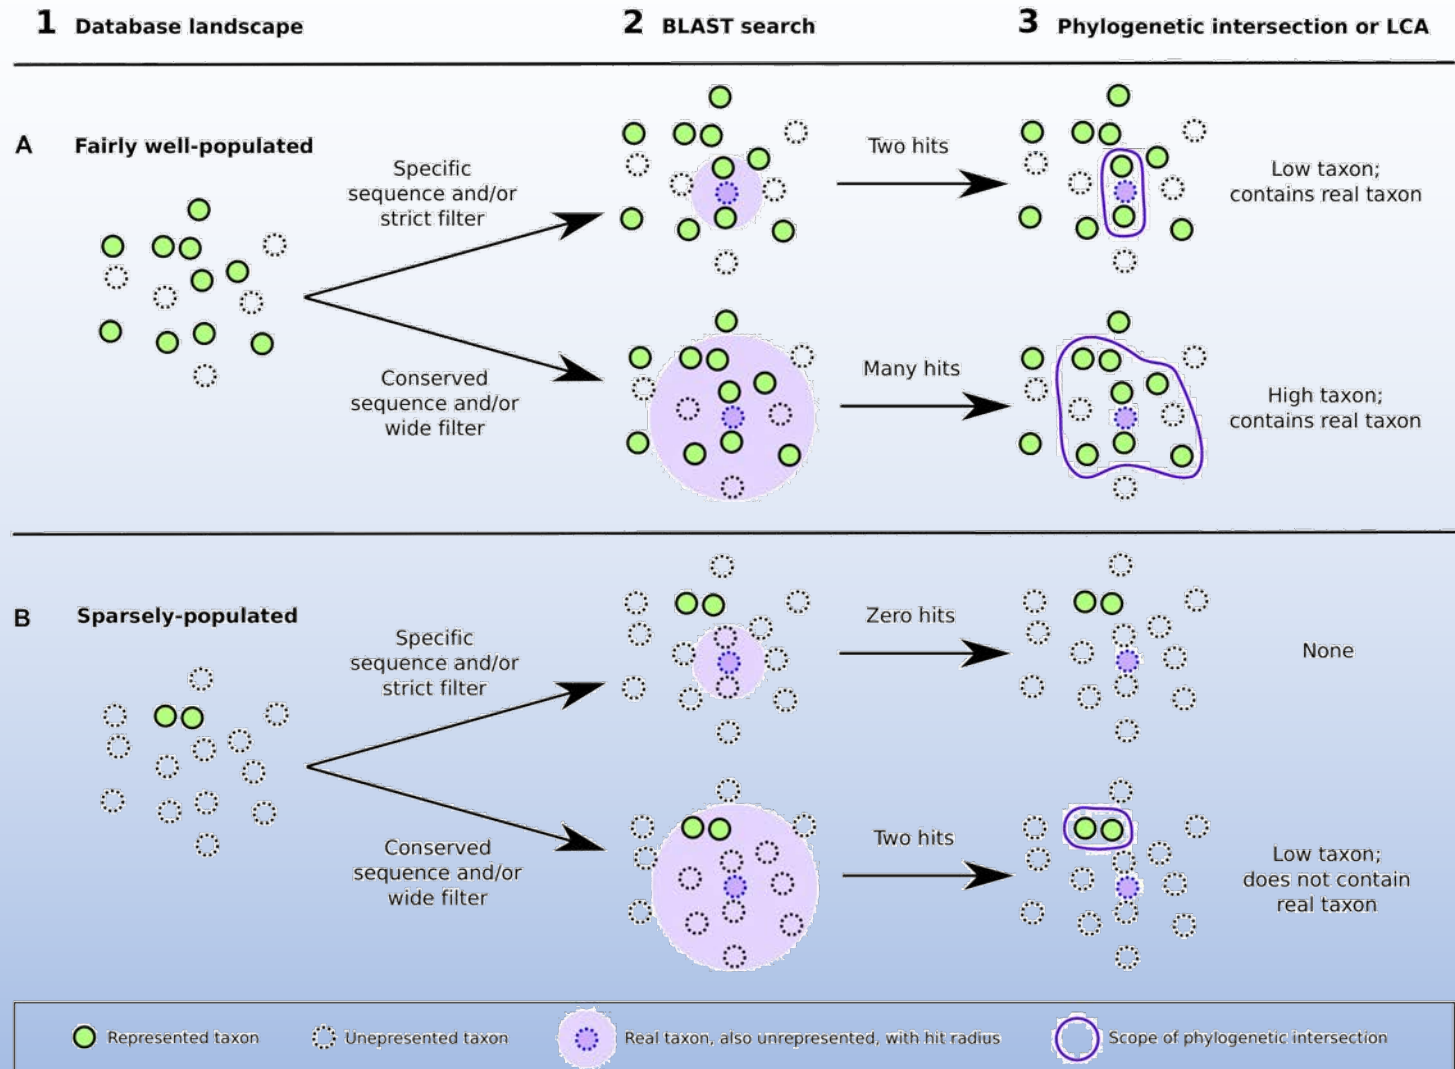 1 Database landscape
2 BLAST search
3 Phylogenetic intersection or LCA
A Fairly well-populated
Specific
sequence and/or
strict filter
Two hits
Low taxon;
contains real taxon
Conserved
sequence and/or
wide filter
Many hits
High taxon;
contains real taxon
B Sparsely-populated
Specific
sequence and/or
strict filter
Zero hits
None
Conserved
sequence and/or
wide filter
Two hits
Low taxon;
does not contain
real taxon
Represented taxon
Unepresented taxon
Real taxon, also unrepresented, with hit radius
Scope of phylogenetic intersection